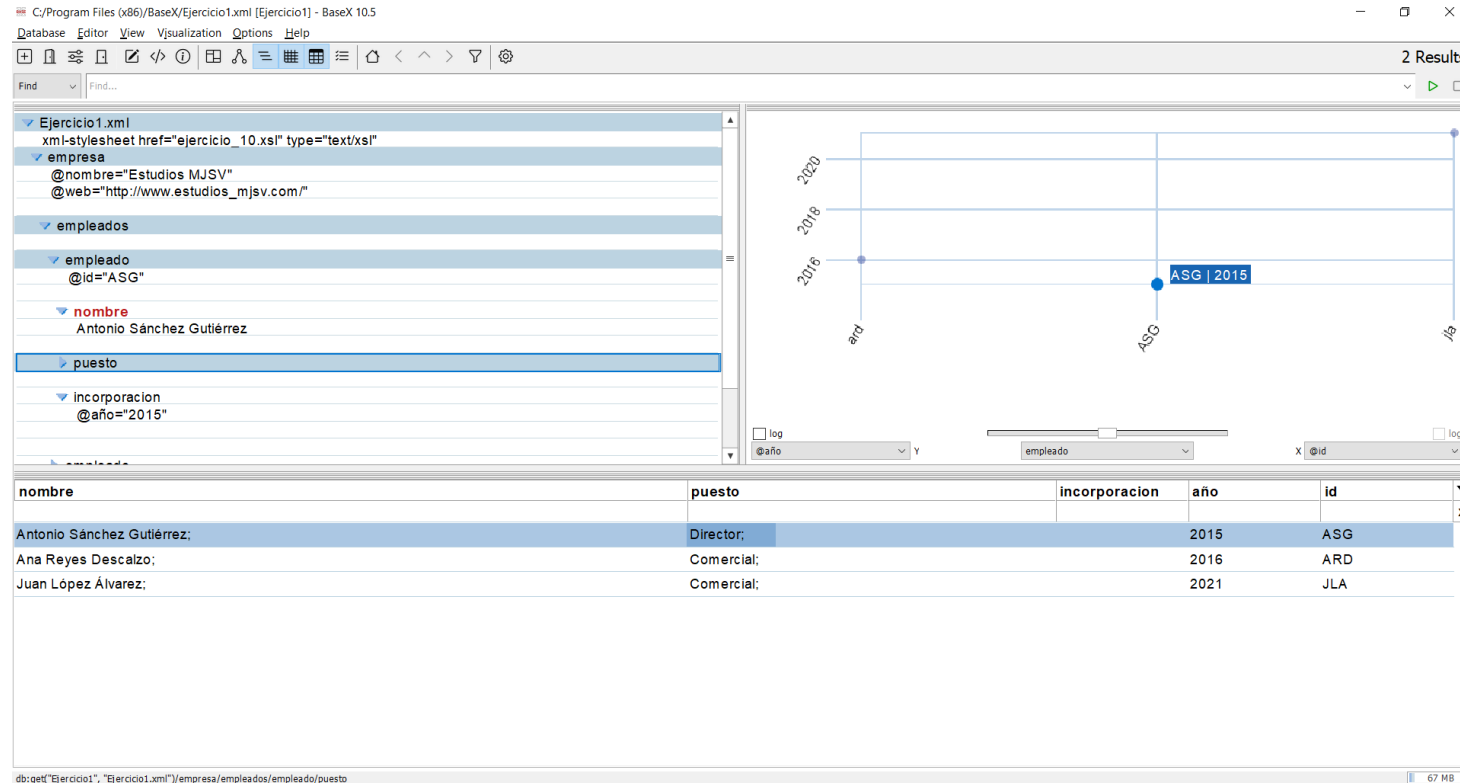 C:/Program Files (x86)/BaseX/Ejercicio1.xml [Ejercicio1] - BaseX 10.5
Database Editor View Visualization Options Help
2 Results
Find Find...
Ejercicio1.xml
xml-stylesheet href="ejercicio_10.xsl" type="text/xsl"
empresa
@nombre="Estudios MJSV"
@web="http://www.estudios_mjsv.com/"
empleados
empleado
@id="ASG"
nombre
Antonio Sánchez Gutiérrez
puesto
incorporacion
@año="2015"
empleado
2020
2018
2016
ASG | 2015
ard ASG jla
log log
@año Y empleado X @id
nombre puesto incorporacion año id
Antonio Sánchez Gutiérrez; Director; 2015 ASG
Ana Reyes Descalzo; Comercial; 2016 ARD
Juan López Álvarez; Comercial; 2021 JLA
db:get("Ejercicio1", "Ejercicio1.xml")/empresa/empleados/empleado/puesto 67 MB